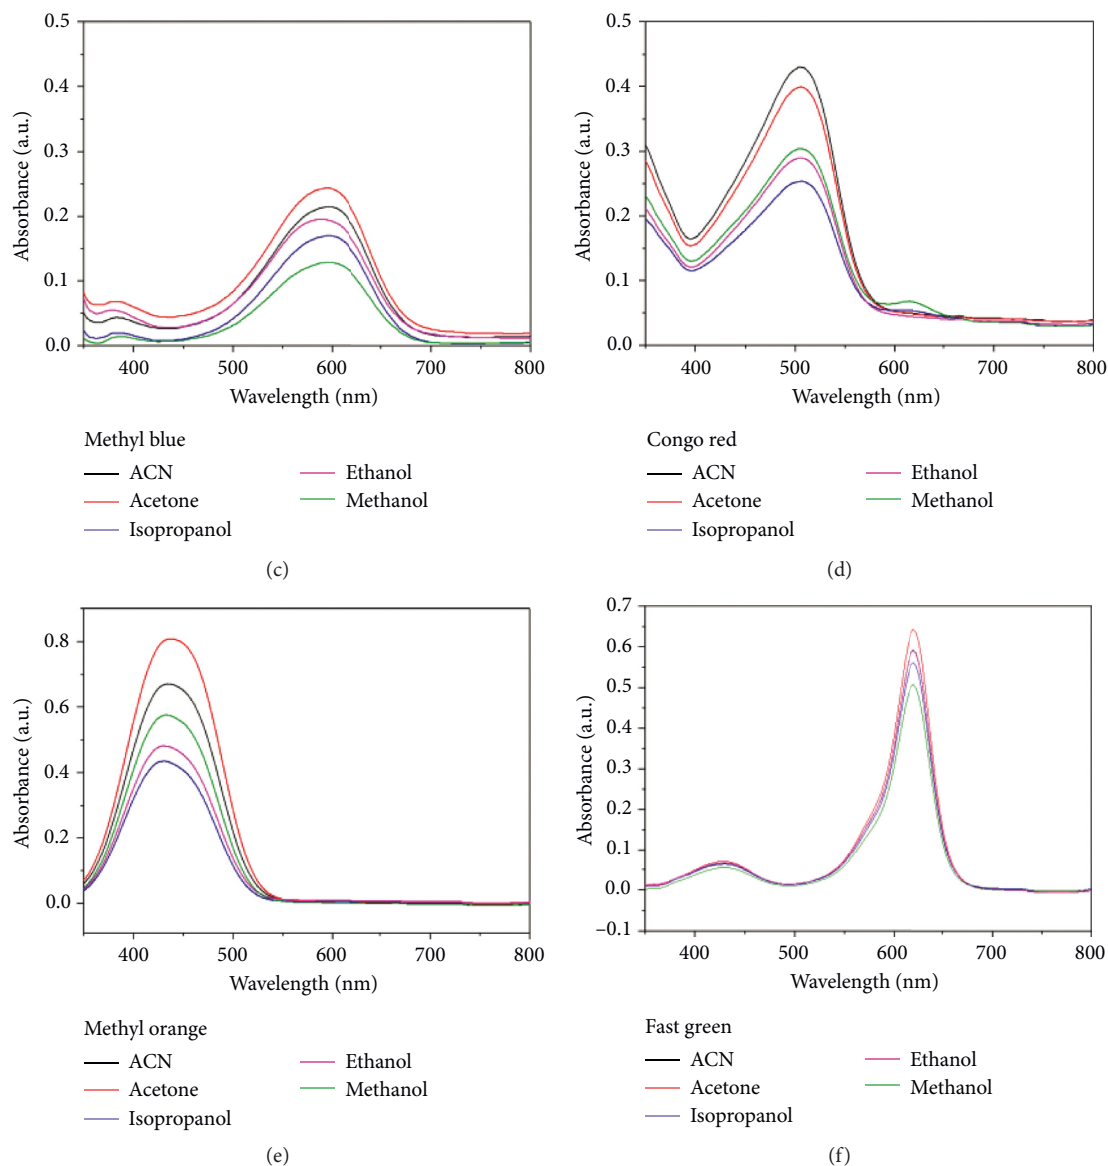 0.5
0.4
0.3
0.2
0.1
0.0
Absorbance (a.u.)
400 500 600 700 800
Wavelength (nm)
Methyl blue
ACN
Acetone
Isopropanol
Ethanol
Methanol
(c)
0.5
0.4
0.3
0.2
0.1
0.0
Absorbance (a.u.)
400 500 600 700 800
Wavelength (nm)
Congo red
ACN
Acetone
Isopropanol
Ethanol
Methanol
(d)
0.8
0.6
0.4
0.2
0.0
Absorbance (a.u.)
400 500 600 700 800
Wavelength (nm)
Methyl orange
ACN
Acetone
Isopropanol
Ethanol
Methanol
(e)
0.7
0.6
0.5
0.4
0.3
0.2
0.1
0.0
–0.1
Absorbance (a.u.)
400 500 600 700 800
Wavelength (nm)
Fast green
ACN
Acetone
Isopropanol
Ethanol
Methanol
(f)